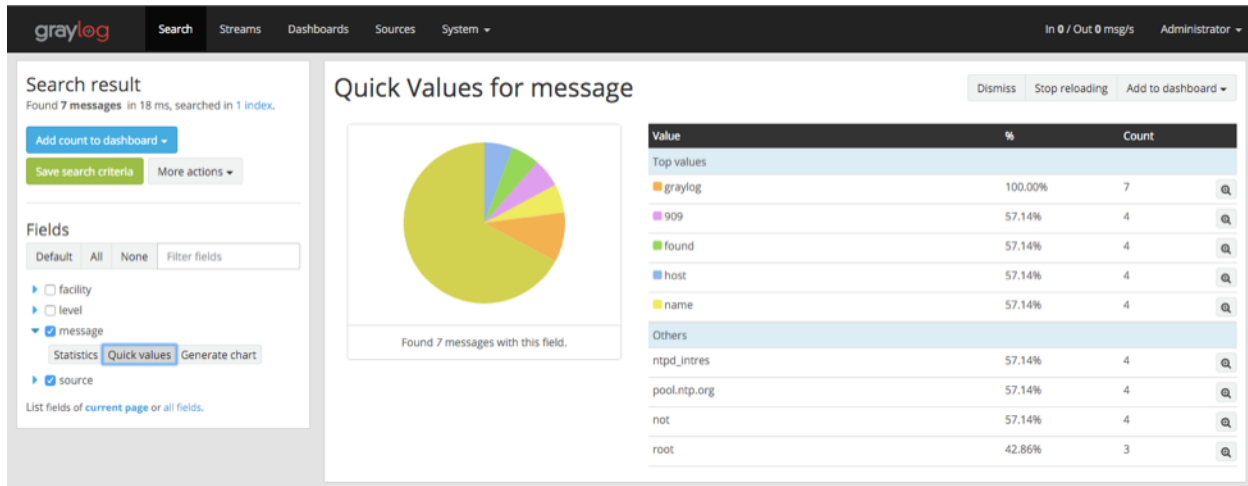 graylog Search Streams Dashboards Sources System In 0 / Out 0 msg/s Administrator
Search result
Found 7 messages in 18 ms, searched in 1 index.
Add count to dashboard
Save search criteria More actions
Fields
Default All None Filter fields
facility
level
message
Statistics Quick values Generate chart
source
List fields of current page or all fields.
Quick Values for message
Dismiss Stop reloading Add to dashboard
Found 7 messages with this field.
Value % Count
Top values
graylog 100.00% 7
909 57.14% 4
found 57.14% 4
host 57.14% 4
name 57.14% 4
Others
ntpd_intres 57.14% 4
pool.ntp.org 57.14% 4
not 57.14% 4
root 42.86% 3